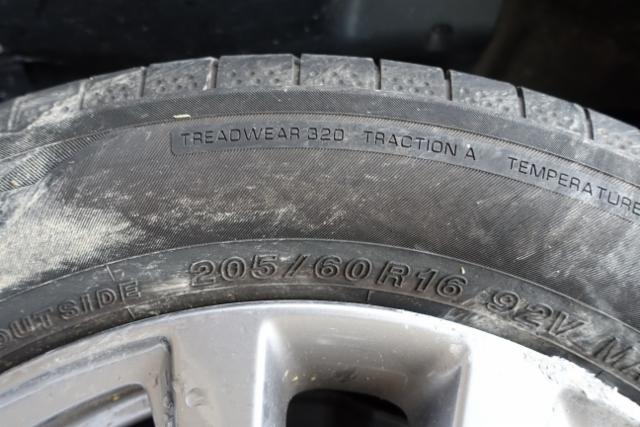 TREADWEAR 320 TRACTION A TEMPERATURE
OUTSIDE 205/60R16 92V